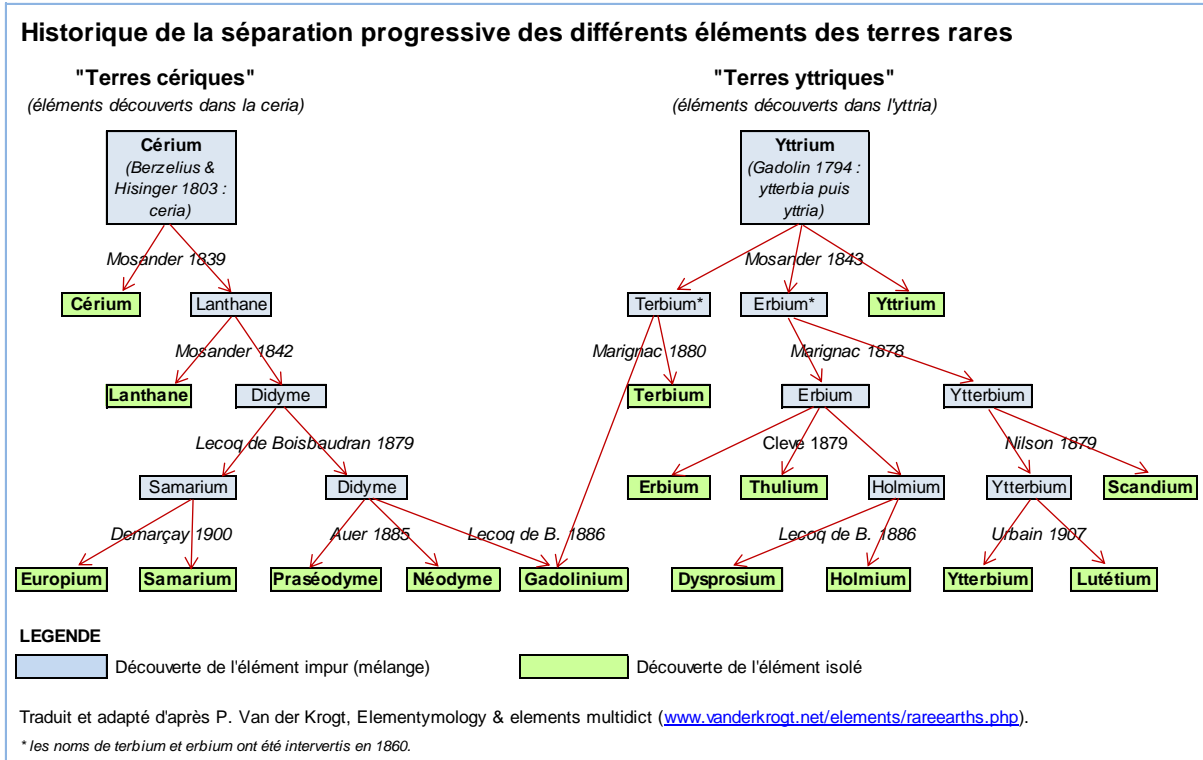 Historique de la séparation progressive des différents éléments des terres rares
"Terres cériques"
(éléments découverts dans la ceria)
"Terres yttriques"
(éléments découverts dans l'yttria)
Cérium
(Berzelius &
Hisinger 1803 :
ceria)
Yttrium
(Gadolin 1794 :
ytterbia puis
yttria)
Mosander 1839
Mosander 1843
Cérium
Lanthane
Terbium*
Erbium*
Yttrium
Mosander 1842
Marignac 1880
Marignac 1878
Lanthane
Didyme
Terbium
Erbium
Ytterbium
Lecoq de Boisbaudran 1879
Cleve 1879
Nilson 1879
Samarium
Didyme
Erbium
Thulium
Holmium
Ytterbium
Scandium
Demarçay 1900
Auer 1885
Lecoq de B. 1886
Lecoq de B. 1886
Urbain 1907
Europium
Samarium
Praséodyme
Néodyme
Gadolinium
Dysprosium
Holmium
Ytterbium
Lutétium
LEGENDE
Découverte de l'élément impur (mélange)
Découverte de l'élément isolé
Traduit et adapté d'après P. Van der Krogt, Elementymology & elements multidict (www.vanderkrogt.net/elements/rareearths.php).
* les noms de terbium et erbium ont été intervertis en 1860.